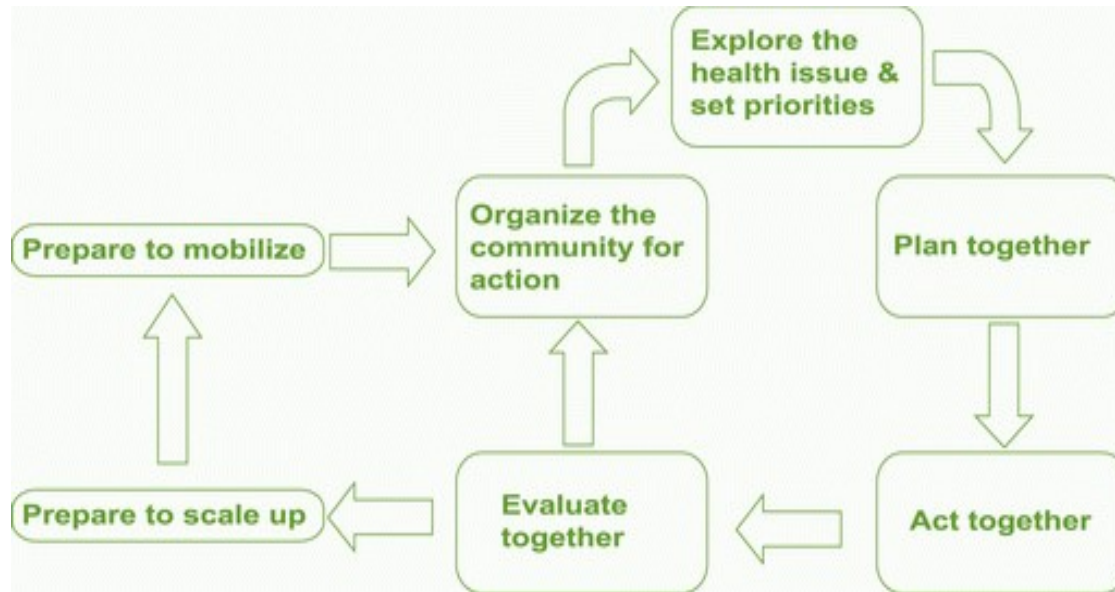 Explore the
health issue &
set priorities
Organize the
community for
action
Prepare to mobilize
Plan together
Prepare to scale up
Evaluate
together
Act together